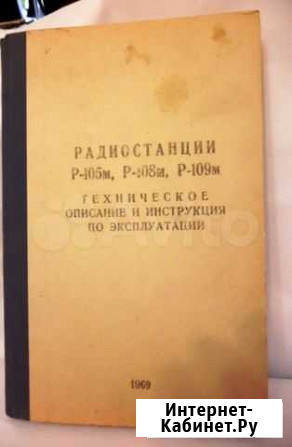 РАДИОСТАНЦИИ
Р-105м, Р-108м, Р-109м
ТЕХНИЧЕСКОЕ
ОПИСАНИЕ И ИНСТРУКЦИЯ
ПО ЭКСПЛУАТАЦИИ
1969
Интернет-
Кабинет.Ру